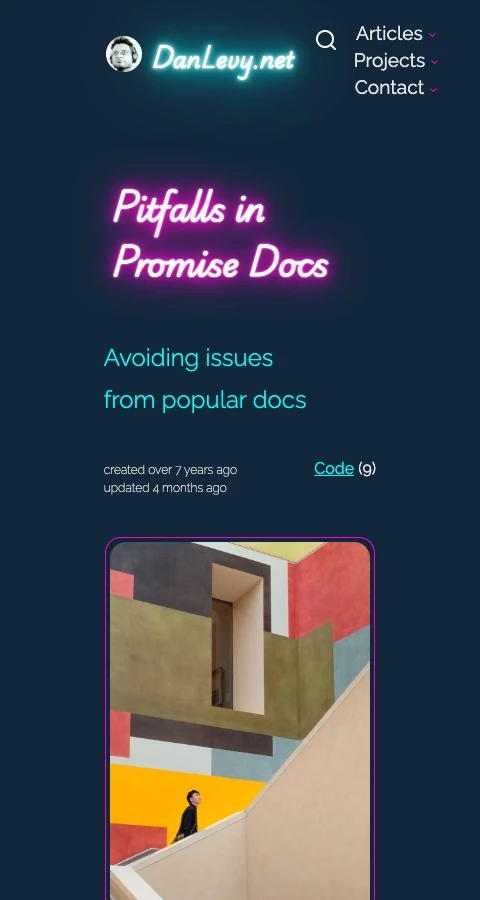 DanLevy.net
Articles
Projects
Contact
Pitfalls in
Promise Docs
Avoiding issues
from popular docs
created over 7 years ago
updated 4 months ago
Code (9)